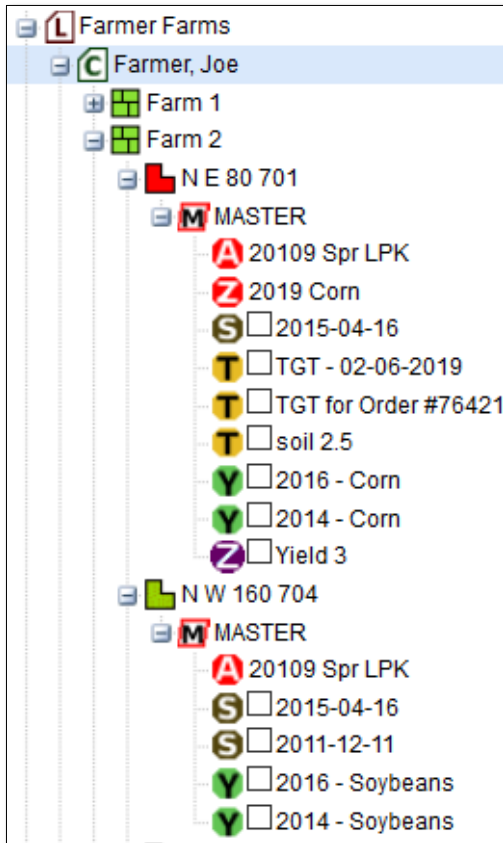 L Farmer Farms
C Farmer, Joe
Farm 1
Farm 2
N E 80 701
M MASTER
A 20109 Spr LPK
Z 2019 Corn
S 2015-04-16
T TGT - 02-06-2019
T TGT for Order #76421
T soil 2.5
Y 2016 - Corn
Y 2014 - Corn
Z Yield 3
N W 160 704
M MASTER
A 20109 Spr LPK
S 2015-04-16
S 2011-12-11
Y 2016 - Soybeans
Y 2014 - Soybeans